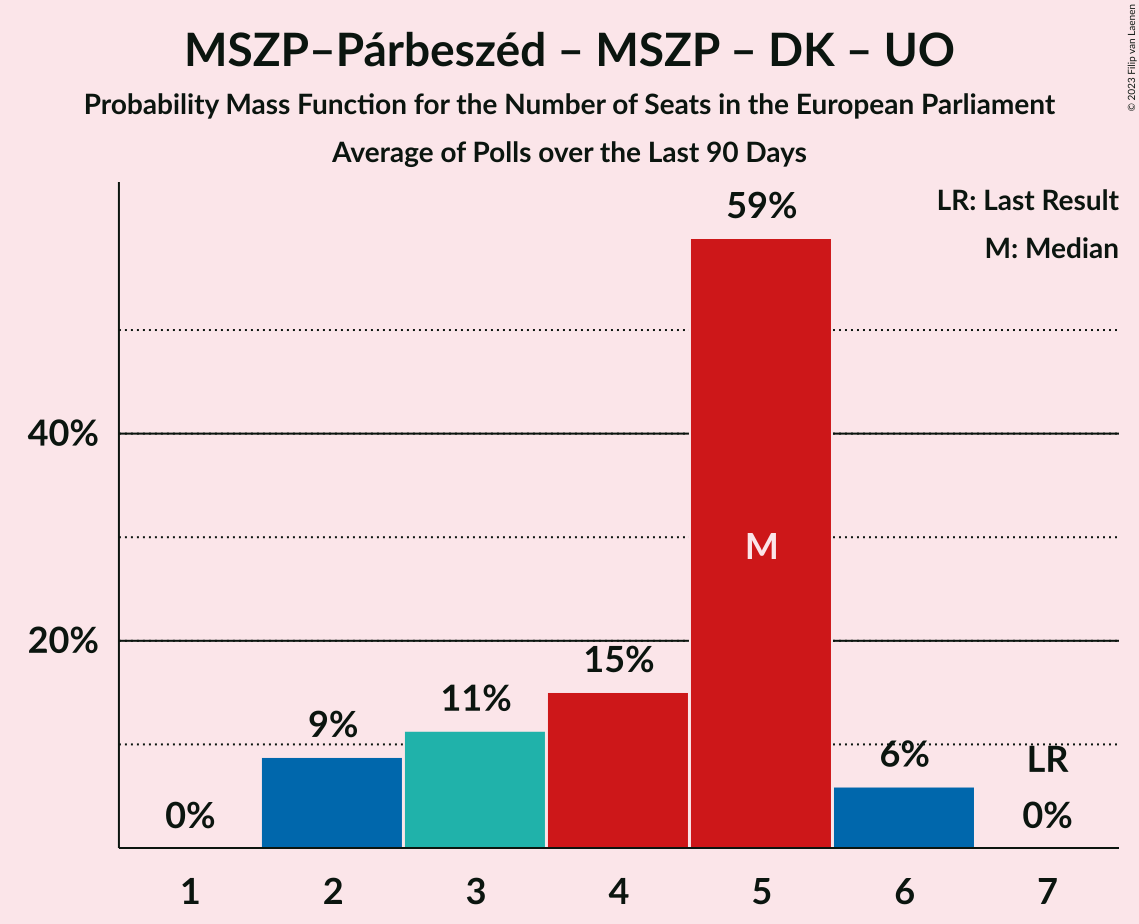 MSZP–Párbeszéd – MSZP – DK – UO
Probability Mass Function for the Number of Seats in the European Parliament
Average of Polls over the Last 90 Days
© 2023 Filip van Laenen
LR: Last Result
M: Median
59%
40%
M
20%
15%
11%
9%
6%
LR
0%
0%
1 2 3 4 5 6 7